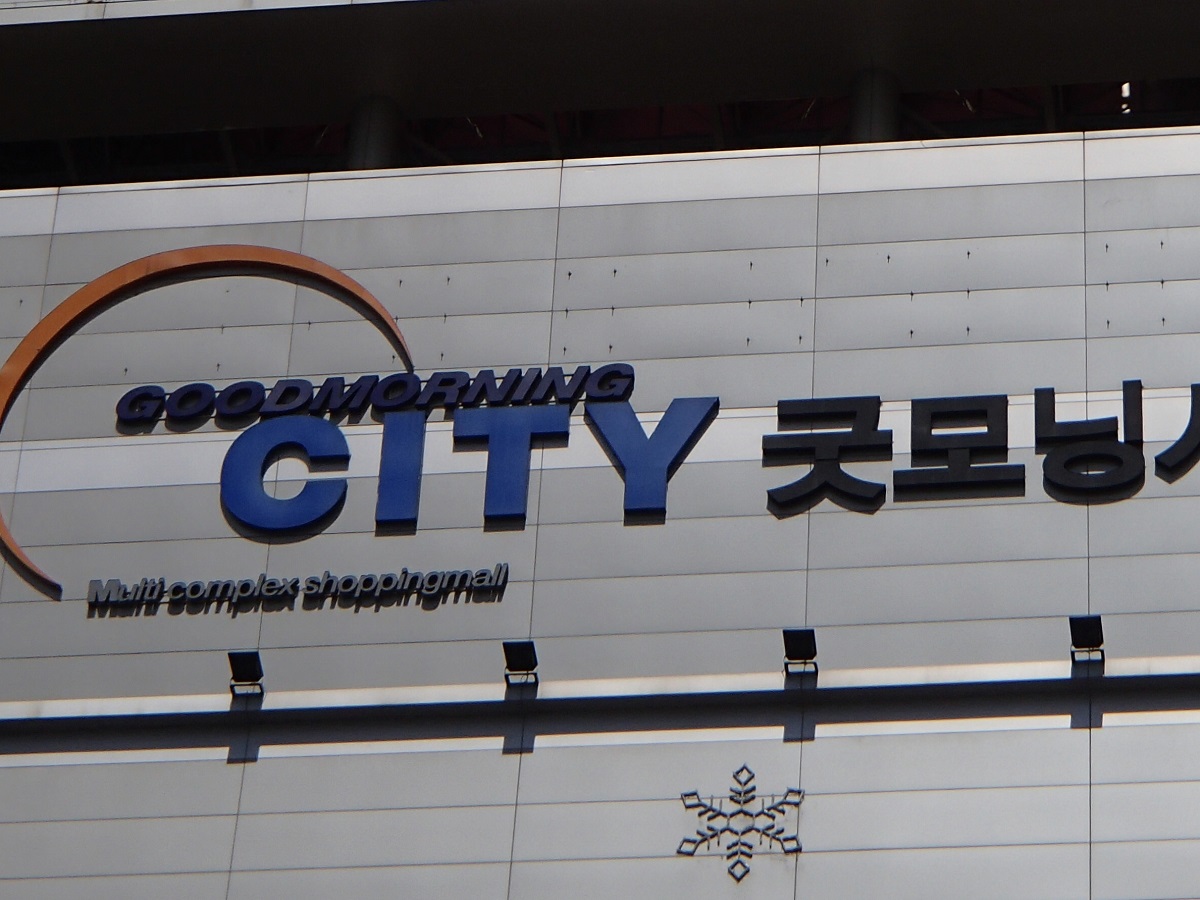 GOODMORNING
CITY 굿모닝
Multi complex shoppingmall